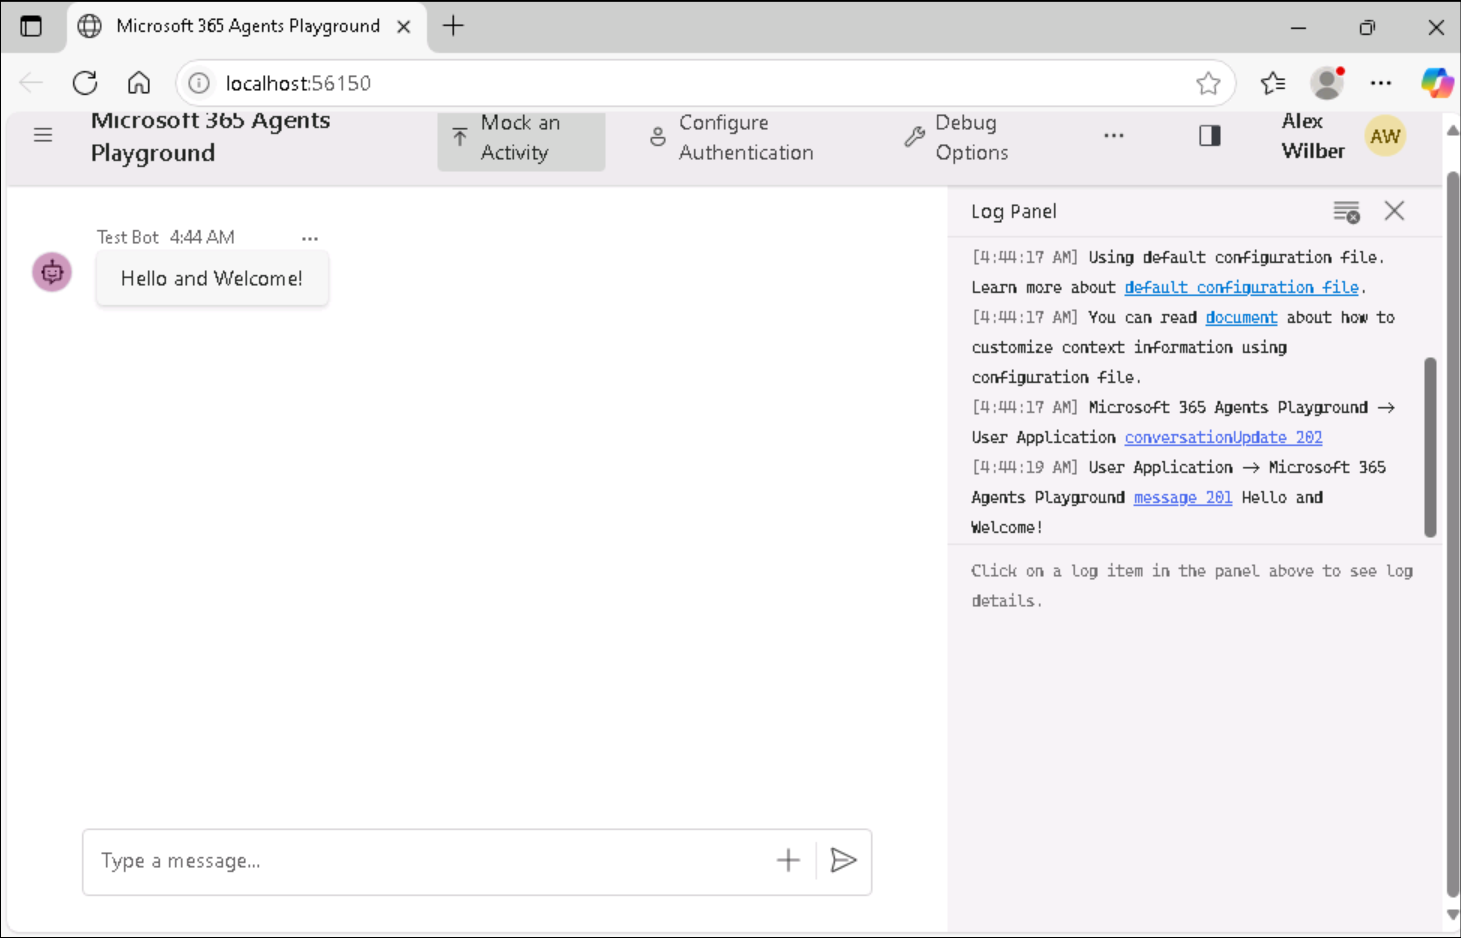 Microsoft 365 Agents Playground
localhost:56150
Microsoft 365 Agents
Playground
Mock an
Activity
Configure
Authentication
Debug
Options
Alex
Wilber
AW
Test Bot 4:44 AM
Hello and Welcome!
Type a message...
Log Panel
[4:44:17 AM] Using default configuration file.
Learn more about default configuration file.
[4:44:17 AM] You can read document about how to
customize context information using
configuration file.
[4:44:17 AM] Microsoft 365 Agents Playground →
User Application conversationUpdate 202
[4:44:19 AM] User Application → Microsoft 365
Agents Playground message 201 Hello and
Welcome!
Click on a log item in the panel above to see log
details.